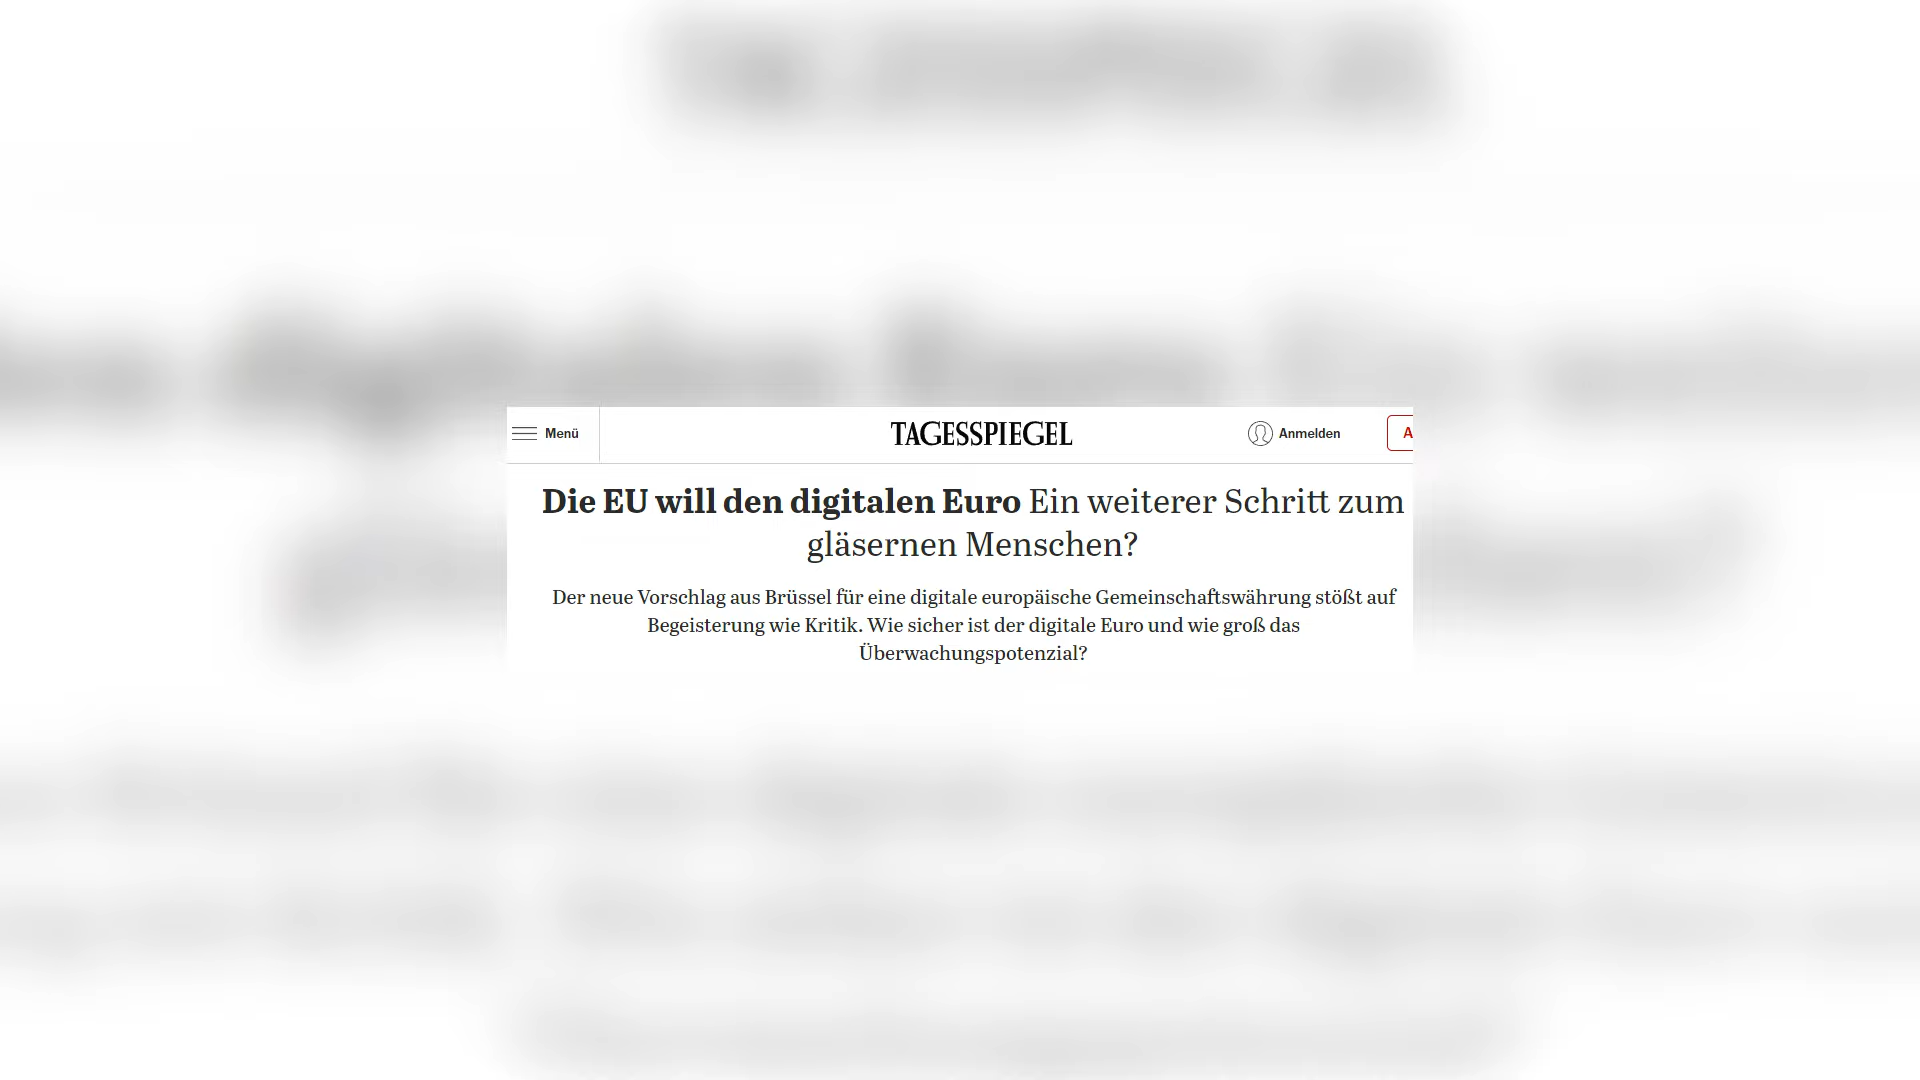 Menü
TAGESSPIEGEL
Anmelden
A
Die EU will den digitalen Euro Ein weiterer Schritt zum
gläsernen Menschen?
Der neue Vorschlag aus Brüssel für eine digitale europäische Gemeinschaftswährung stößt auf
Begeisterung wie Kritik. Wie sicher ist der digitale Euro und wie groß das
Überwachungspotenzial?